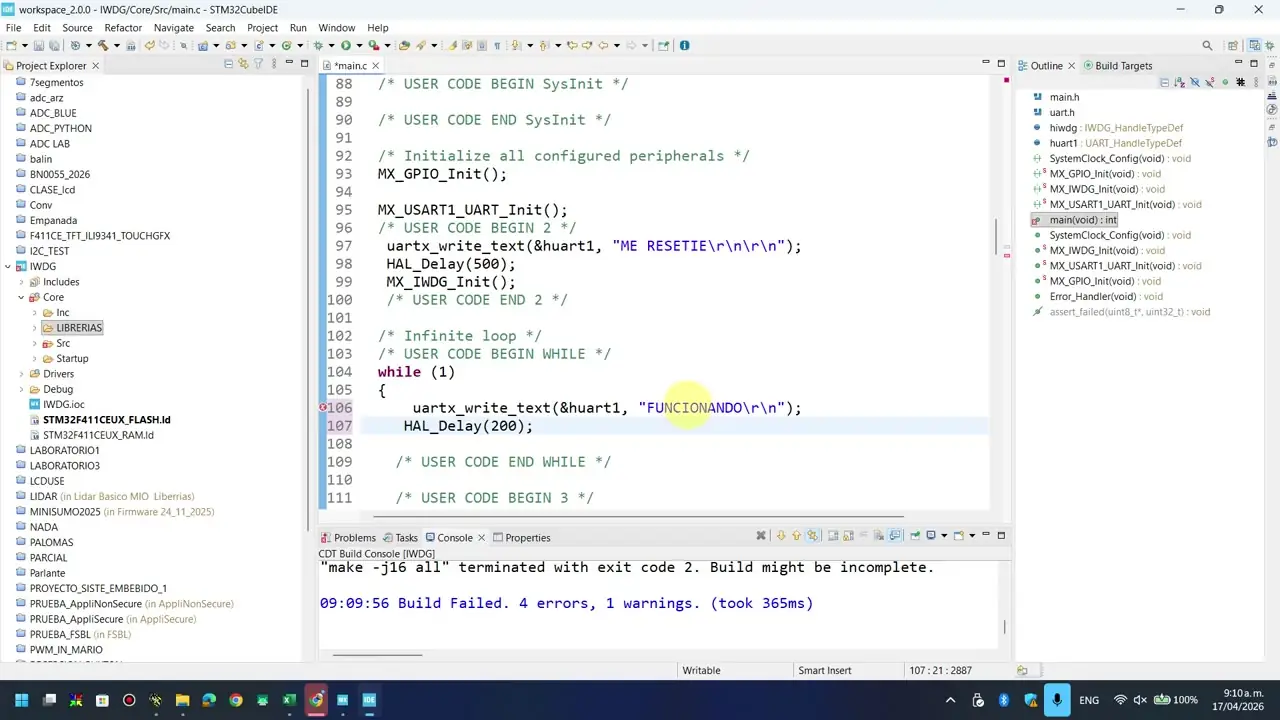 workspace_2.0.0 - IWDG/Core/Src/main.c - STM32CubeIDE
File Edit Source Refactor Navigate Search Project Run Window Help
Project Explorer
7segmentos
adc_arz
ADC_BLUE
ADC_PYTHON
ADC LAB
balin
BN0055_2026
CLASE_lcd
Conv
Empanada
F411CE_TFT_ILI9341_TOUCHGFX
I2C_TEST
IWDG
Includes
Core
Inc
LIBRERIAS
Src
Startup
Drivers
Debug
IWDG.ioc
STM32F411CEUX_FLASH.ld
STM32F411CEUX_RAM.ld
LABORATORIO1
LABORATORIO3
LCDUSE
LIDAR (in Lidar Basico MIO Liberrias)
MINISUMO2025 (in Firmware 24_11_2025)
NADA
PALOMAS
PARCIAL
Parlante
PROYECTO_SISTE_EMBEBIDO_1
PRUEBA_AppliNonSecure (in AppliNonSecure)
PRUEBA_AppliSecure (in AppliSecure)
PRUEBA_FSBL (in FSBL)
PWM_IN_MARIO
*main.c
88 /* USER CODE BEGIN SysInit */
89
90 /* USER CODE END SysInit */
91
92 /* Initialize all configured peripherals */
93 MX_GPIO_Init();
94
95 MX_USART1_UART_Init();
96 /* USER CODE BEGIN 2 */
97 uartx_write_text(&huart1, "ME RESETIE\r\n\r\n");
98 HAL_Delay(500);
99 MX_IWDG_Init();
100 /* USER CODE END 2 */
101
102 /* Infinite loop */
103 /* USER CODE BEGIN WHILE */
104 while (1)
105 {
106 uartx_write_text(&huart1, "FUNCIONANDO\r\n");
107 HAL_Delay(200);
108
109 /* USER CODE END WHILE */
110
111 /* USER CODE BEGIN 3 */
Problems Tasks Console Properties
CDT Build Console [IWDG]
"make -j16 all" terminated with exit code 2. Build might be incomplete.
09:09:56 Build Failed. 4 errors, 1 warnings. (took 365ms)
Outline Build Targets
main.h
uart.h
hiwdg : IWDG_HandleTypeDef
huart1 : UART_HandleTypeDef
SystemClock_Config(void) : void
MX_GPIO_Init(void) : void
MX_IWDG_Init(void) : void
MX_USART1_UART_Init(void) : void
main(void) : int
SystemClock_Config(void) : void
MX_IWDG_Init(void) : void
MX_USART1_UART_Init(void) : void
MX_GPIO_Init(void) : void
Error_Handler(void) : void
assert_failed(uint8_t*, uint32_t) : void
Writable Smart Insert 107 : 21 : 2887
ENG 100% 9:10 a. m.
17/04/2026